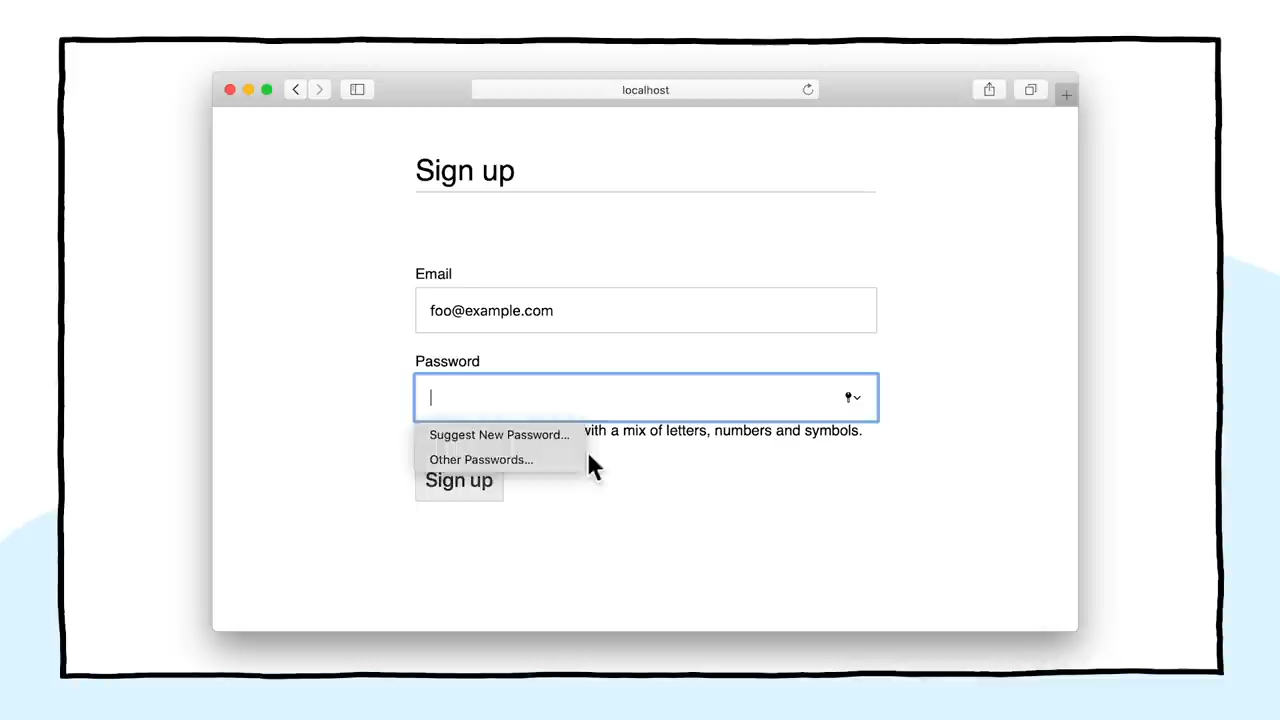 localhost
Sign up
Email
foo@example.com
Password
Suggest New Password...
with a mix of letters, numbers and symbols.
Other Passwords...
Sign up